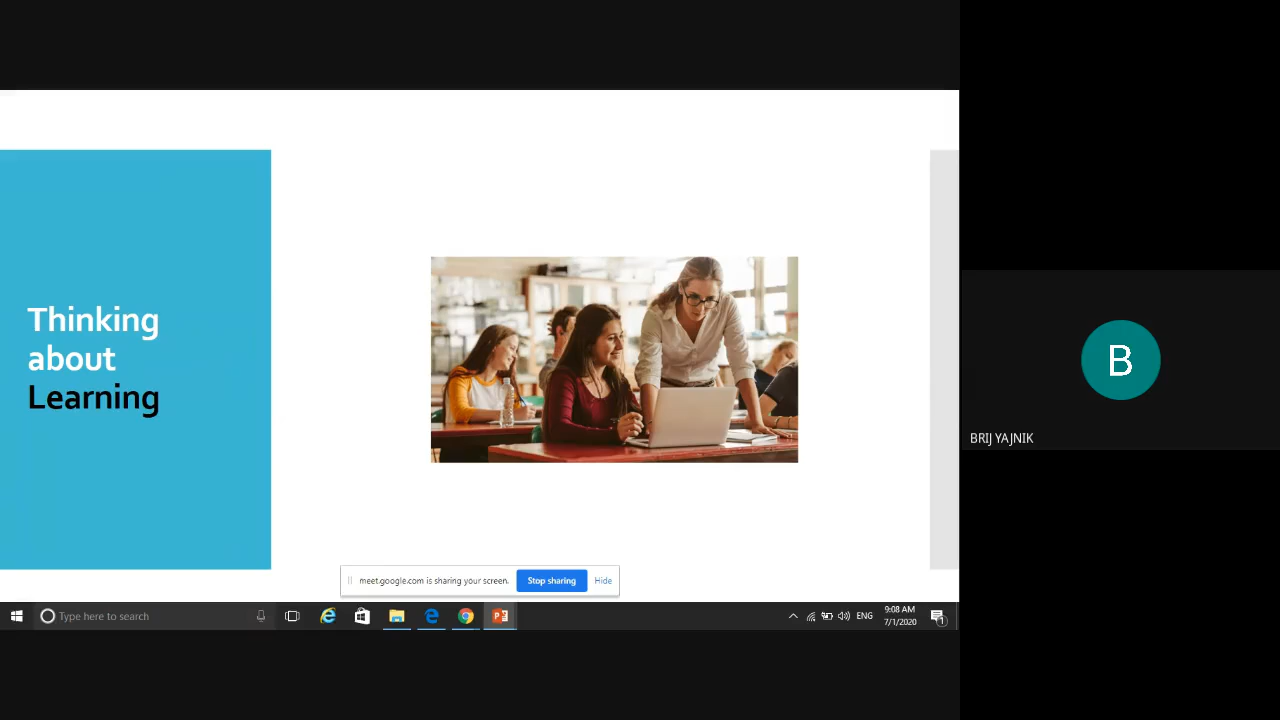 Thinking
about
Learning
B
BRIJ YAJNIK
meet.google.com is sharing your screen.
Stop sharing
Hide
Type here to search
ENG
9:08 AM
7/1/2020
1